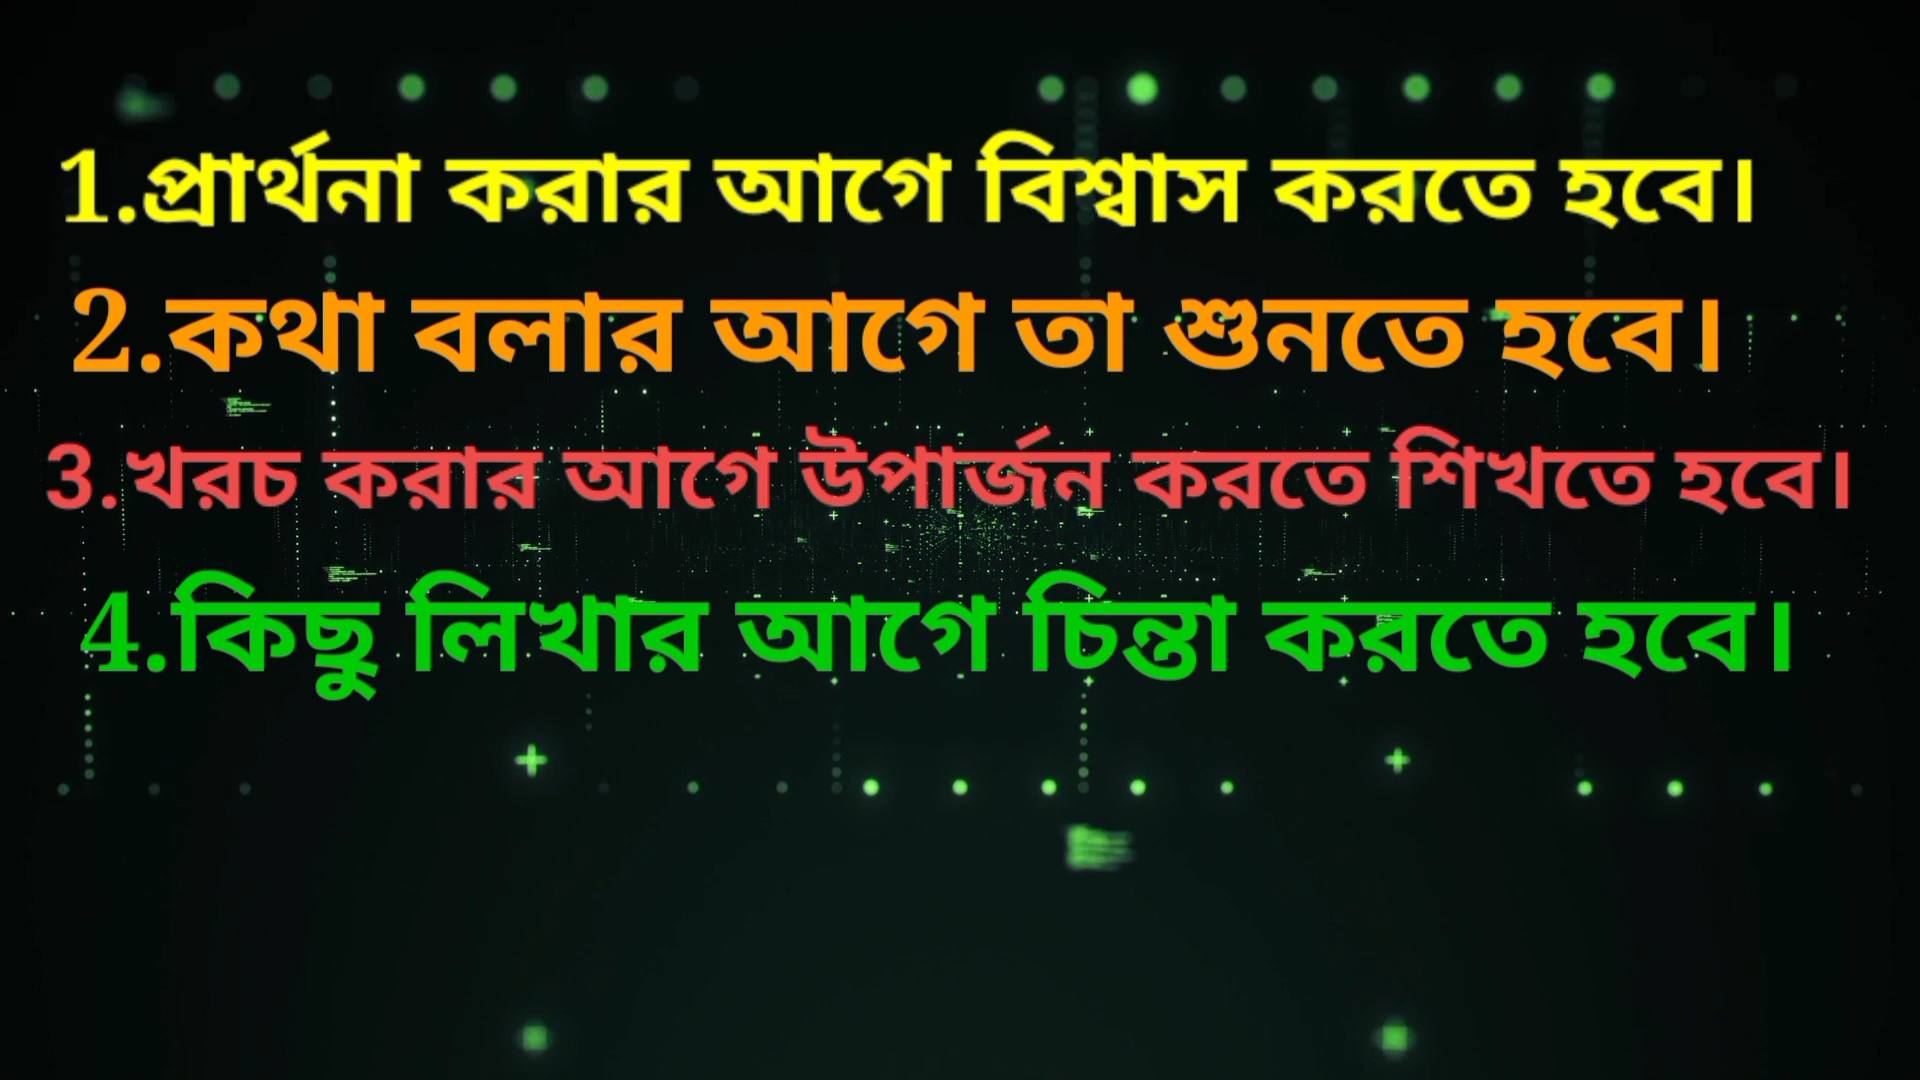 1.প্রার্থনা করার আগে বিশ্বাস করতে হবে।
2.কথা বলার আগে তা শুনতে হবে।
3.খরচ করার আগে উপার্জন করতে শিখতে হবে।
4.কিছু লিখার আগে চিন্তা করতে হবে।